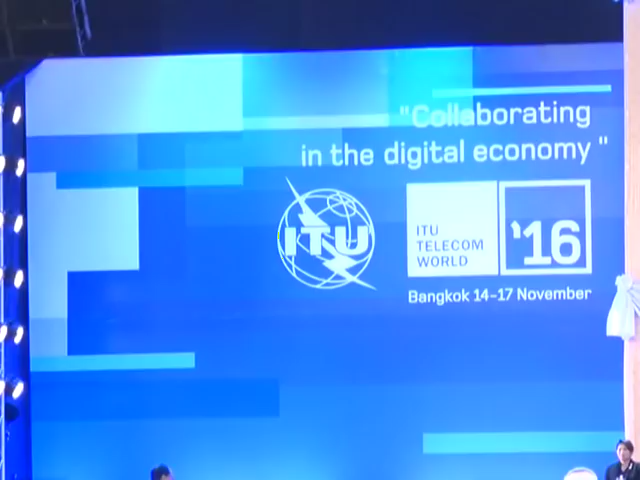 "Collaborating
in the digital economy "
ITU
ITU
TELECOM
WORLD
'16
Bangkok 14-17 November